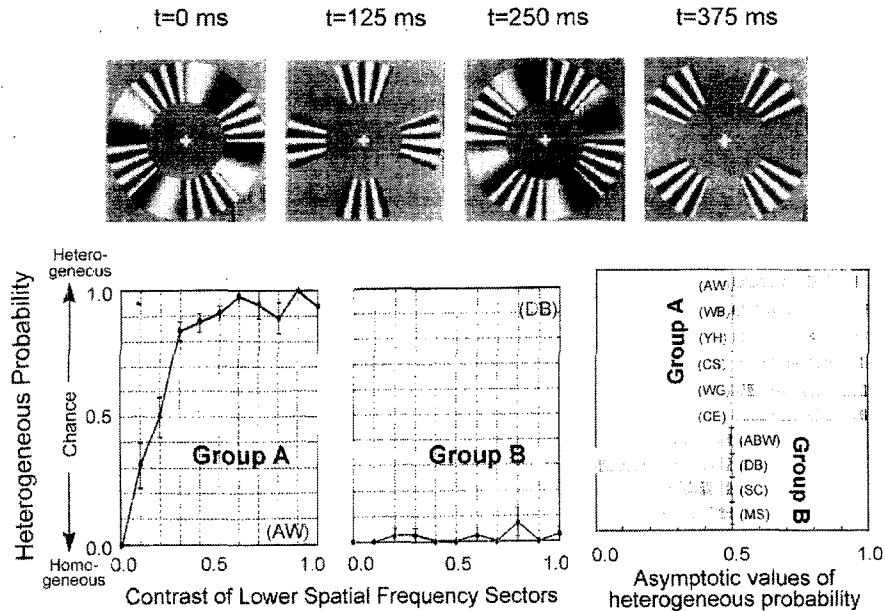 t=0 ms
t=125 ms
t=250 ms
t=375 ms
Hetero-
geneous
Heterogeneous Probability
Chance
1.0
0.5
0.0
Homo-
geneous
Group A
(AW)
0.0
0.5
1.0
(DB)
Group B
0.0
0.5
1.0
Contrast of Lower Spatial Frequency Sectors
Group A
(AW)
(WB)
(YH)
(CS)
(WG)
(CE)
(ABW)
(DB)
(SC)
(MS)
Group B
0.0
0.5
1.0
Asymptotic values of
heterogeneous probability